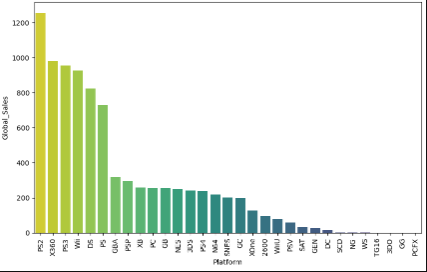 1200
1000
800
600
400
200
0
Global_Sales
PS2 X360 PS3 Wii DS PS GBA PSP XB PC GB NES 3DS PS4 N64 SNES GC XOne 2600 WiiU PSV SAT GEN DC SCD NG WS TG16 3DO GG PCFX
Platform